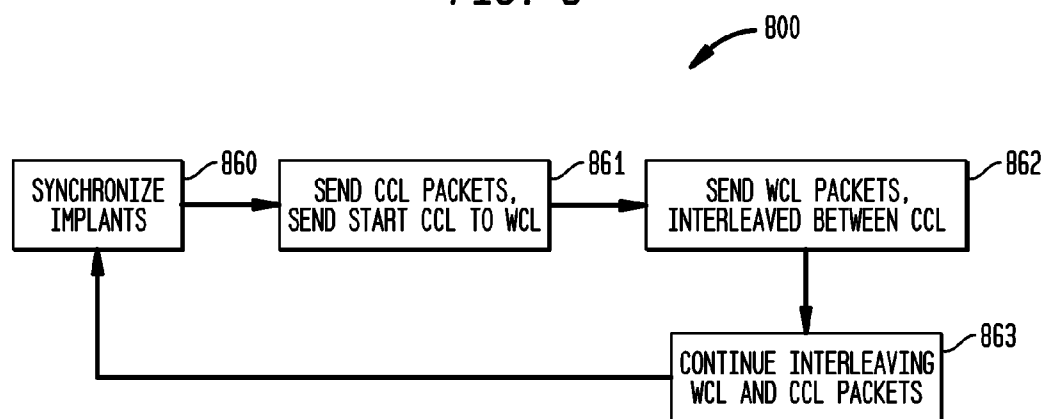 800
860
SYNCHRONIZE
IMPLANTS
861
SEND CCL PACKETS,
SEND START CCL TO WCL
862
SEND WCL PACKETS,
INTERLEAVED BETWEEN CCL
863
CONTINUE INTERLEAVING
WCL AND CCL PACKETS